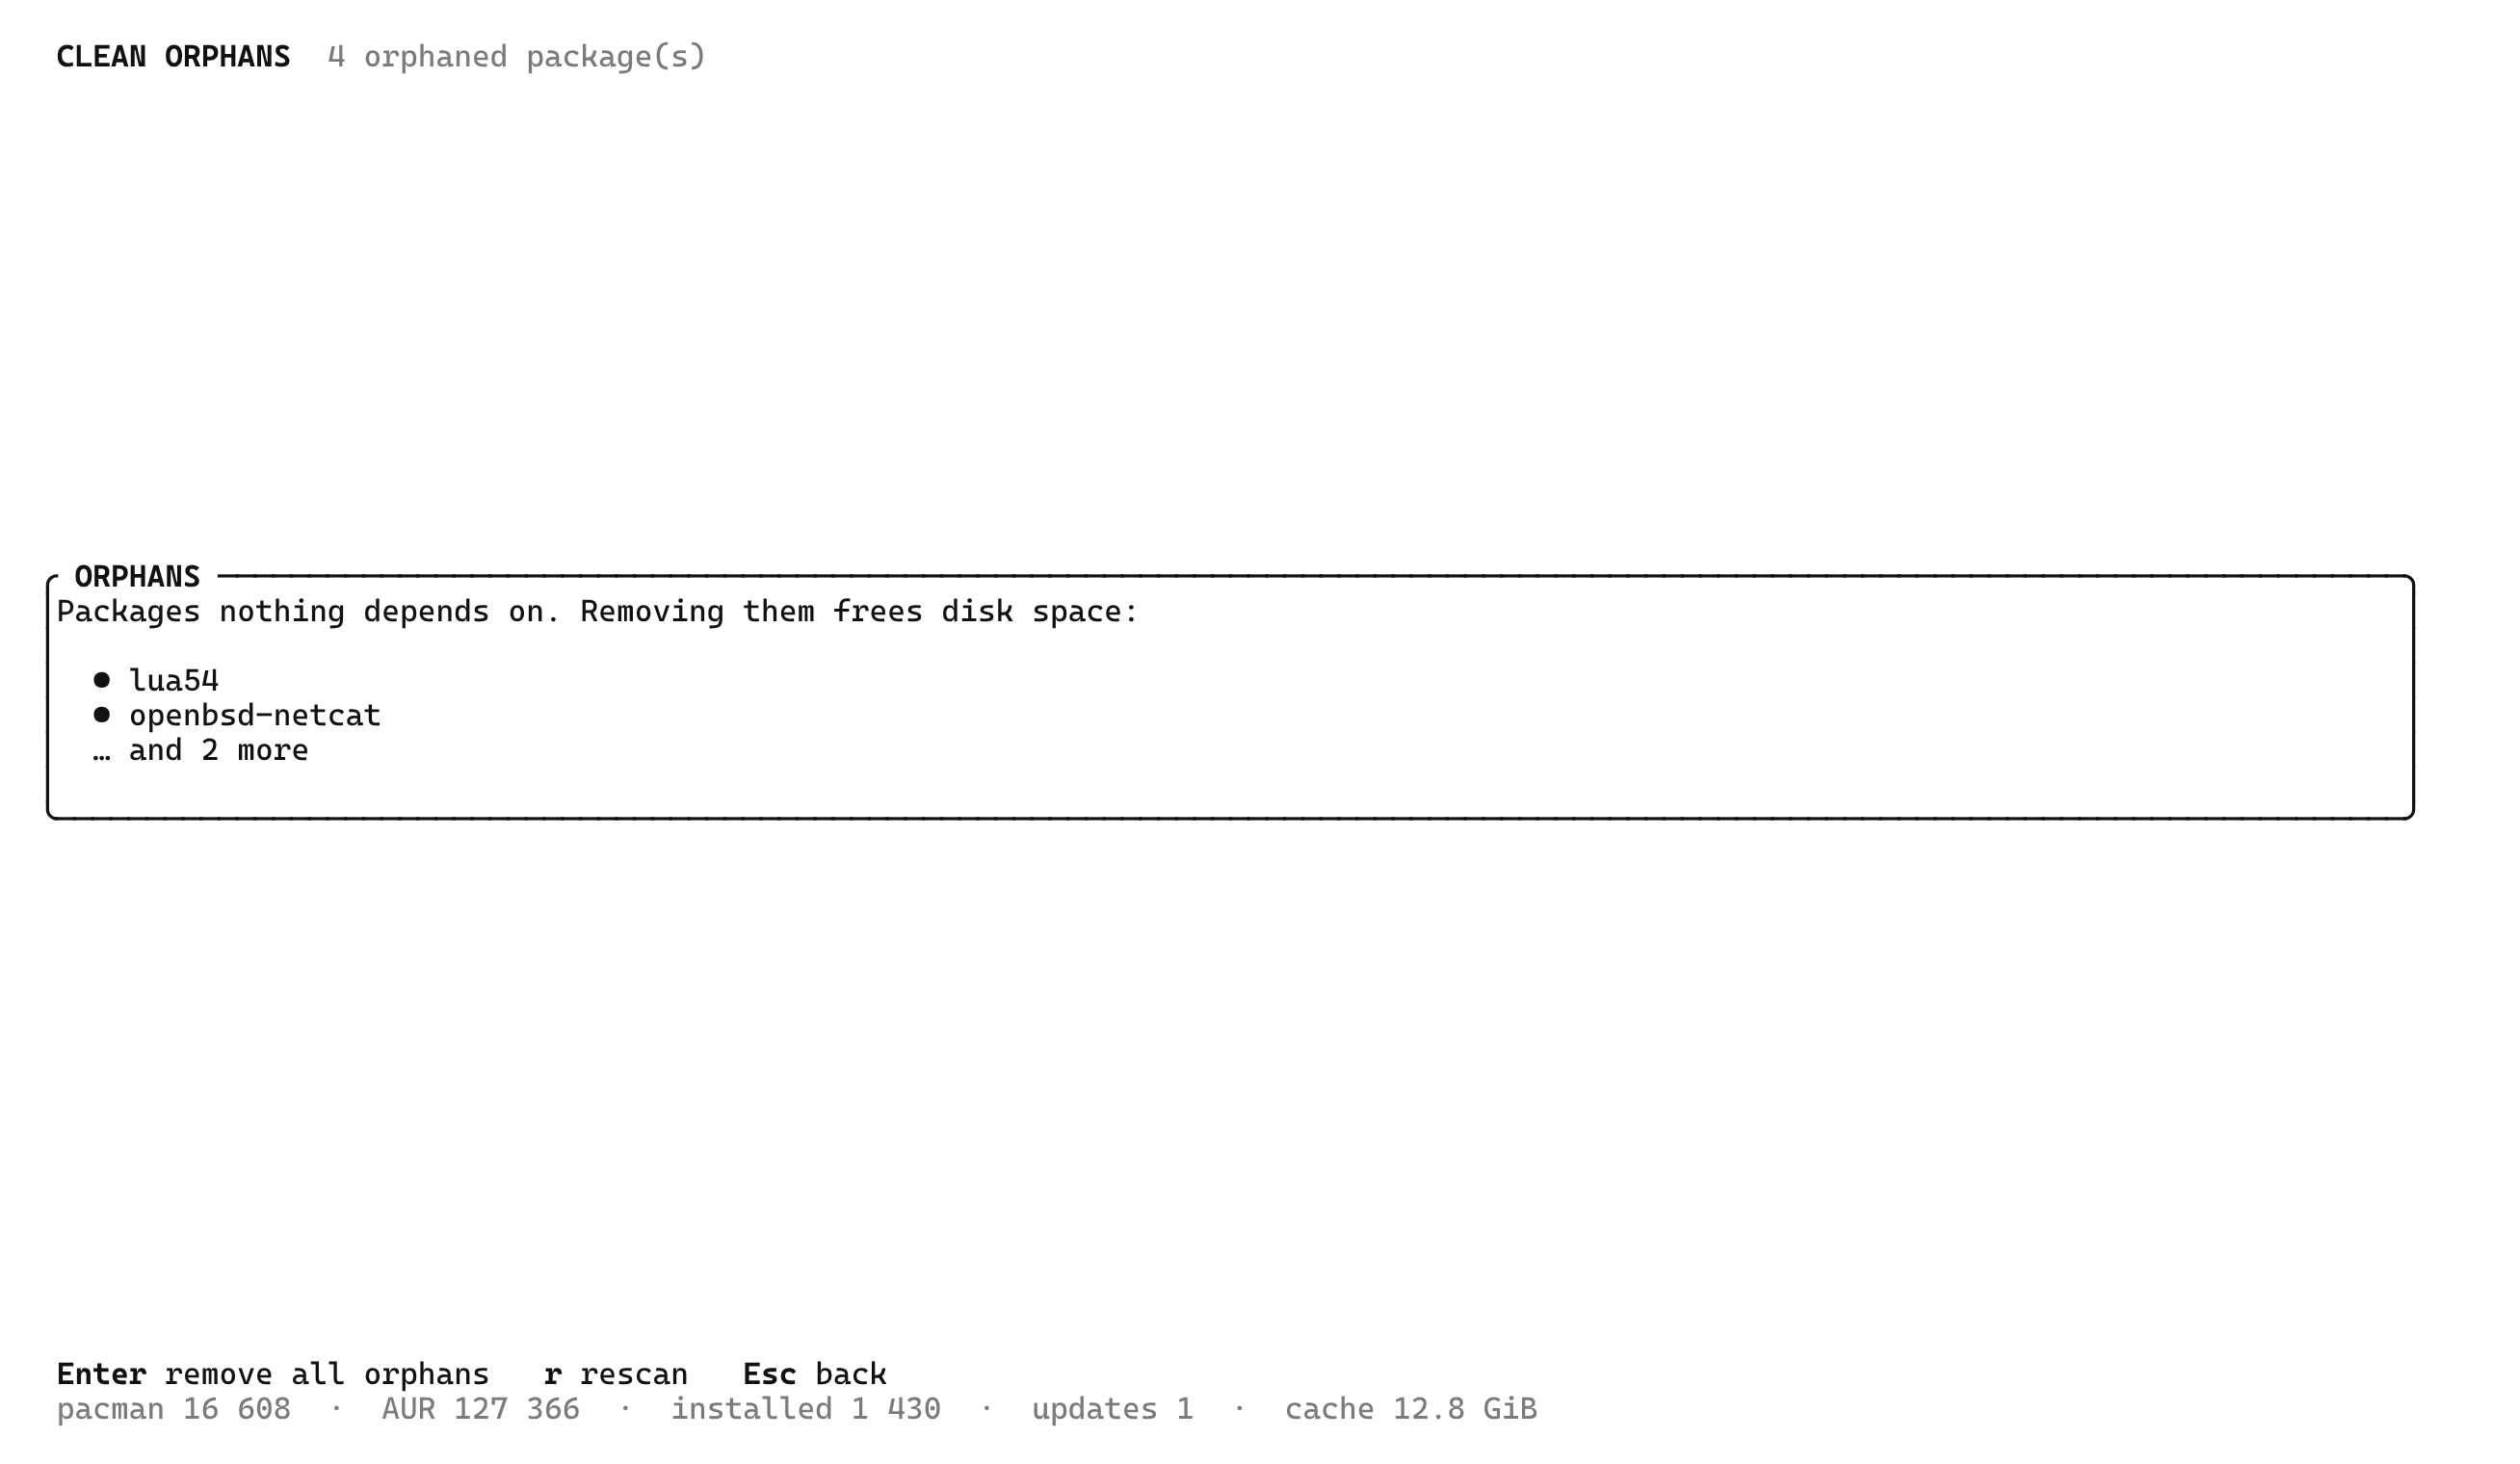 CLEAN ORPHANS  4 orphaned package(s)
ORPHANS
Packages nothing depends on. Removing them frees disk space:
● lua54
● openbsd-netcat
… and 2 more
Enter remove all orphans   r rescan   Esc back
pacman 16 608  ·  AUR 127 366  ·  installed 1 430  ·  updates 1  ·  cache 12.8 GiB